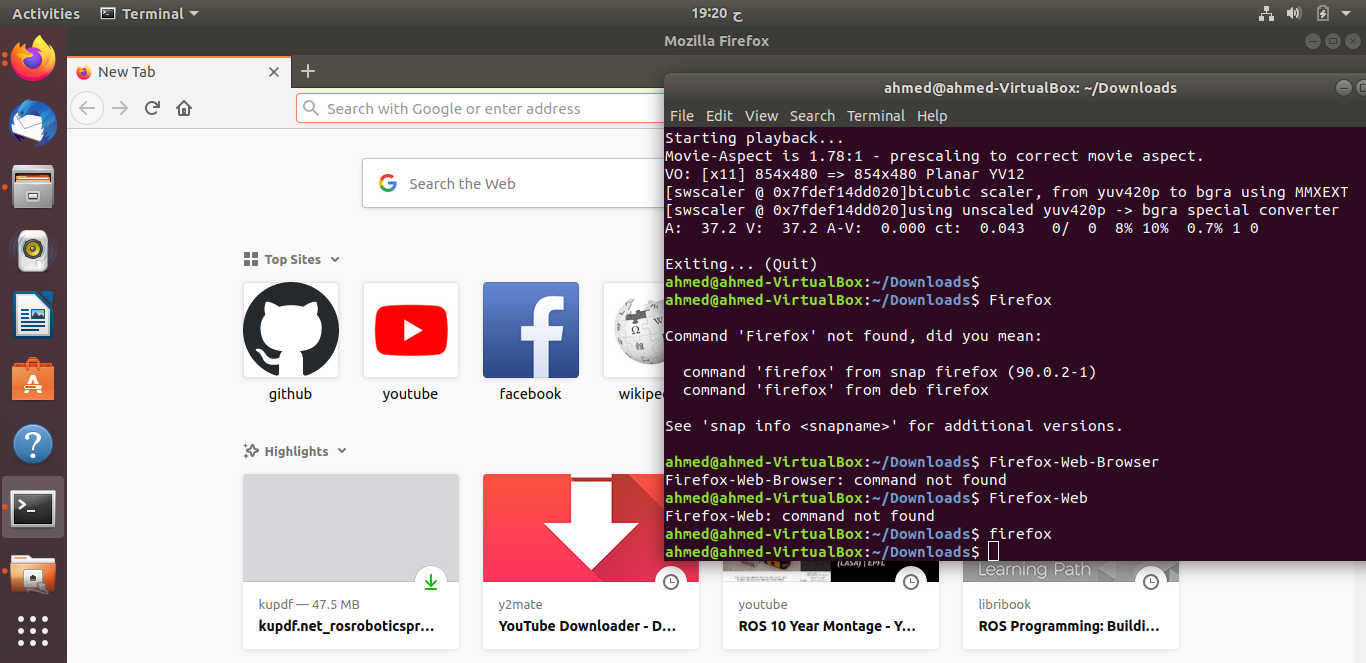 Activities
Terminal
19:20 ح
Mozilla Firefox
New Tab
Search with Google or enter address
Search the Web
Top Sites
github
youtube
facebook
Highlights
kupdf — 47.5 MB
kupdf.net_rosroboticspr...
y2mate
YouTube Downloader - D...
(LASA) | EPFL
youtube
ROS 10 Year Montage - Y...
Learning Path
libribook
ROS Programming: Buildi...
ahmed@ahmed-VirtualBox: ~/Downloads
File Edit View Search Terminal Help
Starting playback...
Movie-Aspect is 1.78:1 - prescaling to correct movie aspect.
VO: [x11] 854x480 => 854x480 Planar YV12
[swscaler @ 0x7fdef14dd020]bicubic scaler, from yuv420p to bgra using MMXEXT
[swscaler @ 0x7fdef14dd020]using unscaled yuv420p -> bgra special converter
A:  37.2 V:  37.2 A-V:  0.000 ct:  0.043   0/  0  8% 10%  0.7% 1 0
Exiting... (Quit)
ahmed@ahmed-VirtualBox:~/Downloads$
ahmed@ahmed-VirtualBox:~/Downloads$ Firefox
Command 'Firefox' not found, did you mean:
command 'firefox' from snap firefox (90.0.2-1)
command 'firefox' from deb firefox
See 'snap info <snapname>' for additional versions.
ahmed@ahmed-VirtualBox:~/Downloads$ Firefox-Web-Browser
Firefox-Web-Browser: command not found
ahmed@ahmed-VirtualBox:~/Downloads$ Firefox-Web
Firefox-Web: command not found
ahmed@ahmed-VirtualBox:~/Downloads$ firefox
ahmed@ahmed-VirtualBox:~/Downloads$